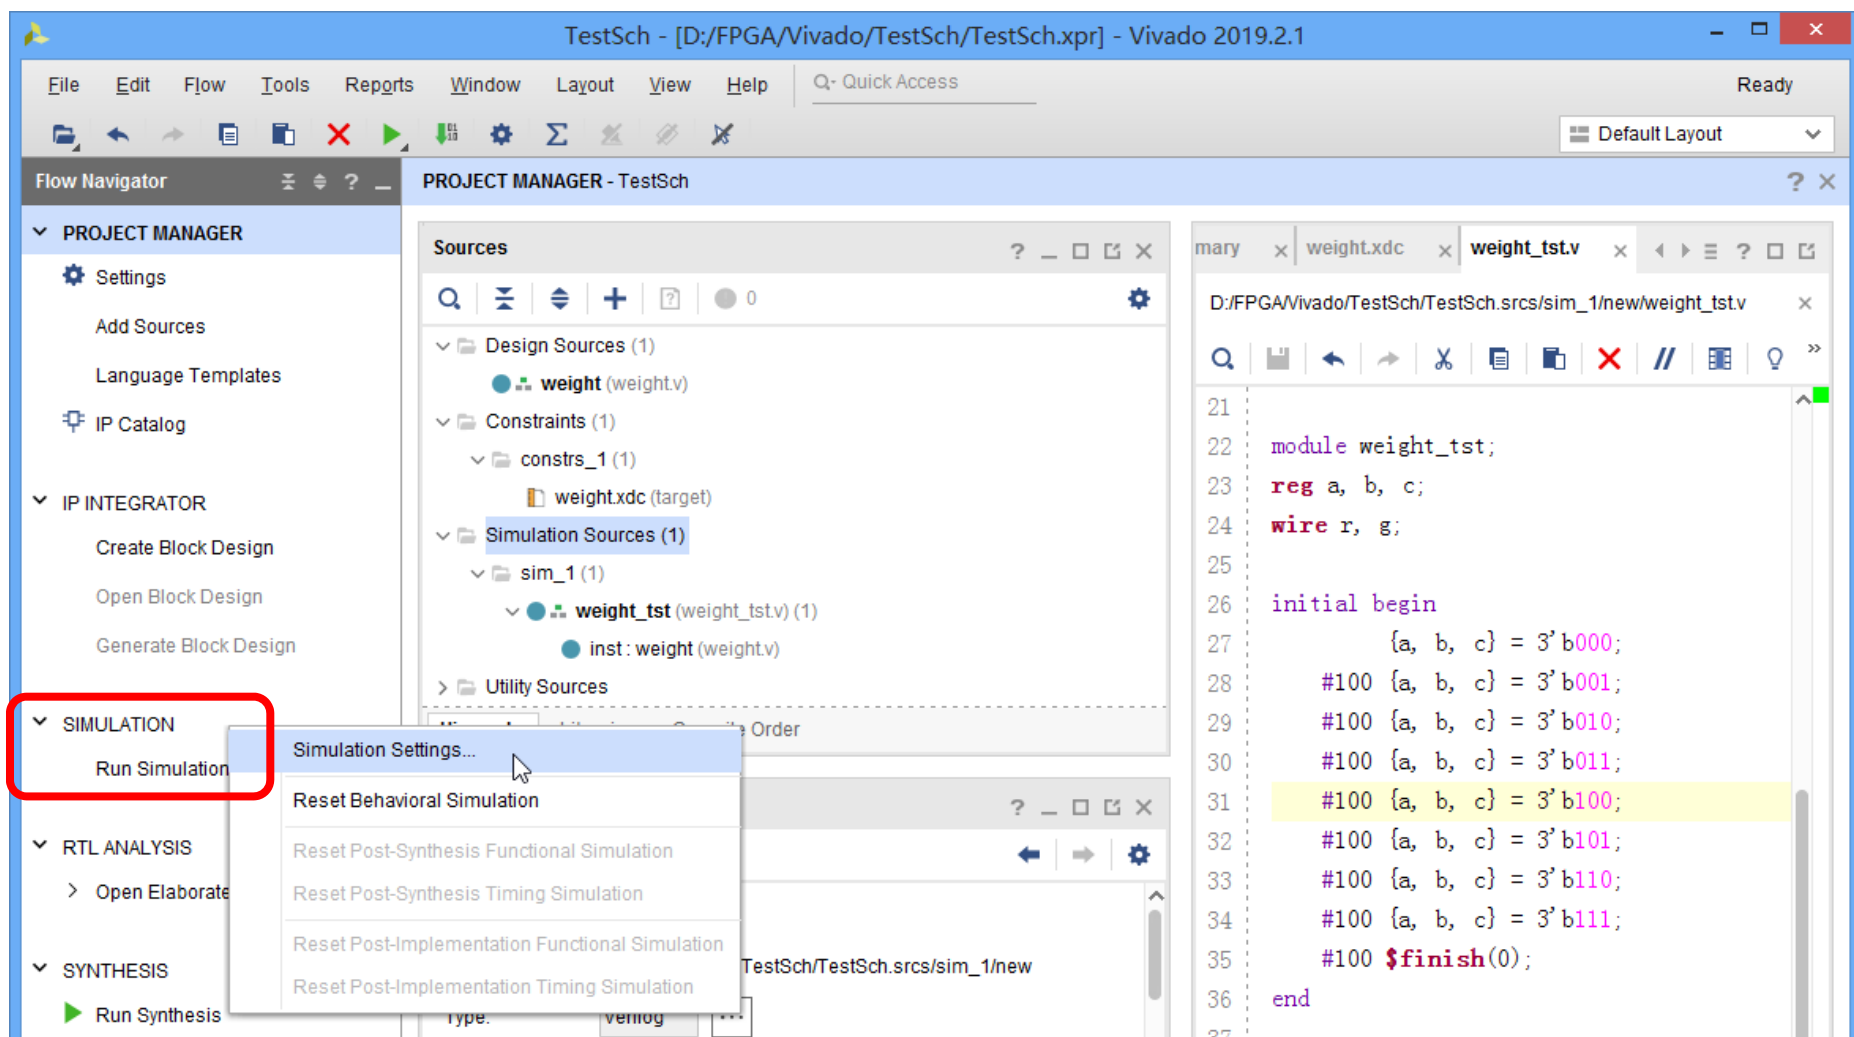 TestSch - [D:/FPGA/Vivado/TestSch/TestSch.xpr] - Vivado 2019.2.1
File Edit Flow Tools Reports Window Layout View Help Q- Quick Access Ready
Default Layout
Flow Navigator
PROJECT MANAGER - TestSch
PROJECT MANAGER
Settings
Add Sources
Language Templates
IP Catalog
IP INTEGRATOR
Create Block Design
Open Block Design
Generate Block Design
SIMULATION
Run Simulation
RTL ANALYSIS
Open Elaborate
SYNTHESIS
Run Synthesis
Sources
0
Design Sources (1)
weight (weight.v)
Constraints (1)
constrs_1 (1)
weight.xdc (target)
Simulation Sources (1)
sim_1 (1)
weight_tst (weight_tst.v) (1)
inst : weight (weight.v)
Utility Sources
Order
Simulation Settings...
Reset Behavioral Simulation
Reset Post-Synthesis Functional Simulation
Reset Post-Synthesis Timing Simulation
Reset Post-Implementation Functional Simulation
Reset Post-Implementation Timing Simulation
TestSch/TestSch.srcs/sim_1/new
Type: Verilog ...
mary weight.xdc weight_tst.v
D:/FPGA/Vivado/TestSch/TestSch.srcs/sim_1/new/weight_tst.v
21
22 module weight_tst;
23 reg a, b, c;
24 wire r, g;
25
26 initial begin
27 {a, b, c} = 3'b000;
28 #100 {a, b, c} = 3'b001;
29 #100 {a, b, c} = 3'b010;
30 #100 {a, b, c} = 3'b011;
31 #100 {a, b, c} = 3'b100;
32 #100 {a, b, c} = 3'b101;
33 #100 {a, b, c} = 3'b110;
34 #100 {a, b, c} = 3'b111;
35 #100 $finish(0);
36 end
37